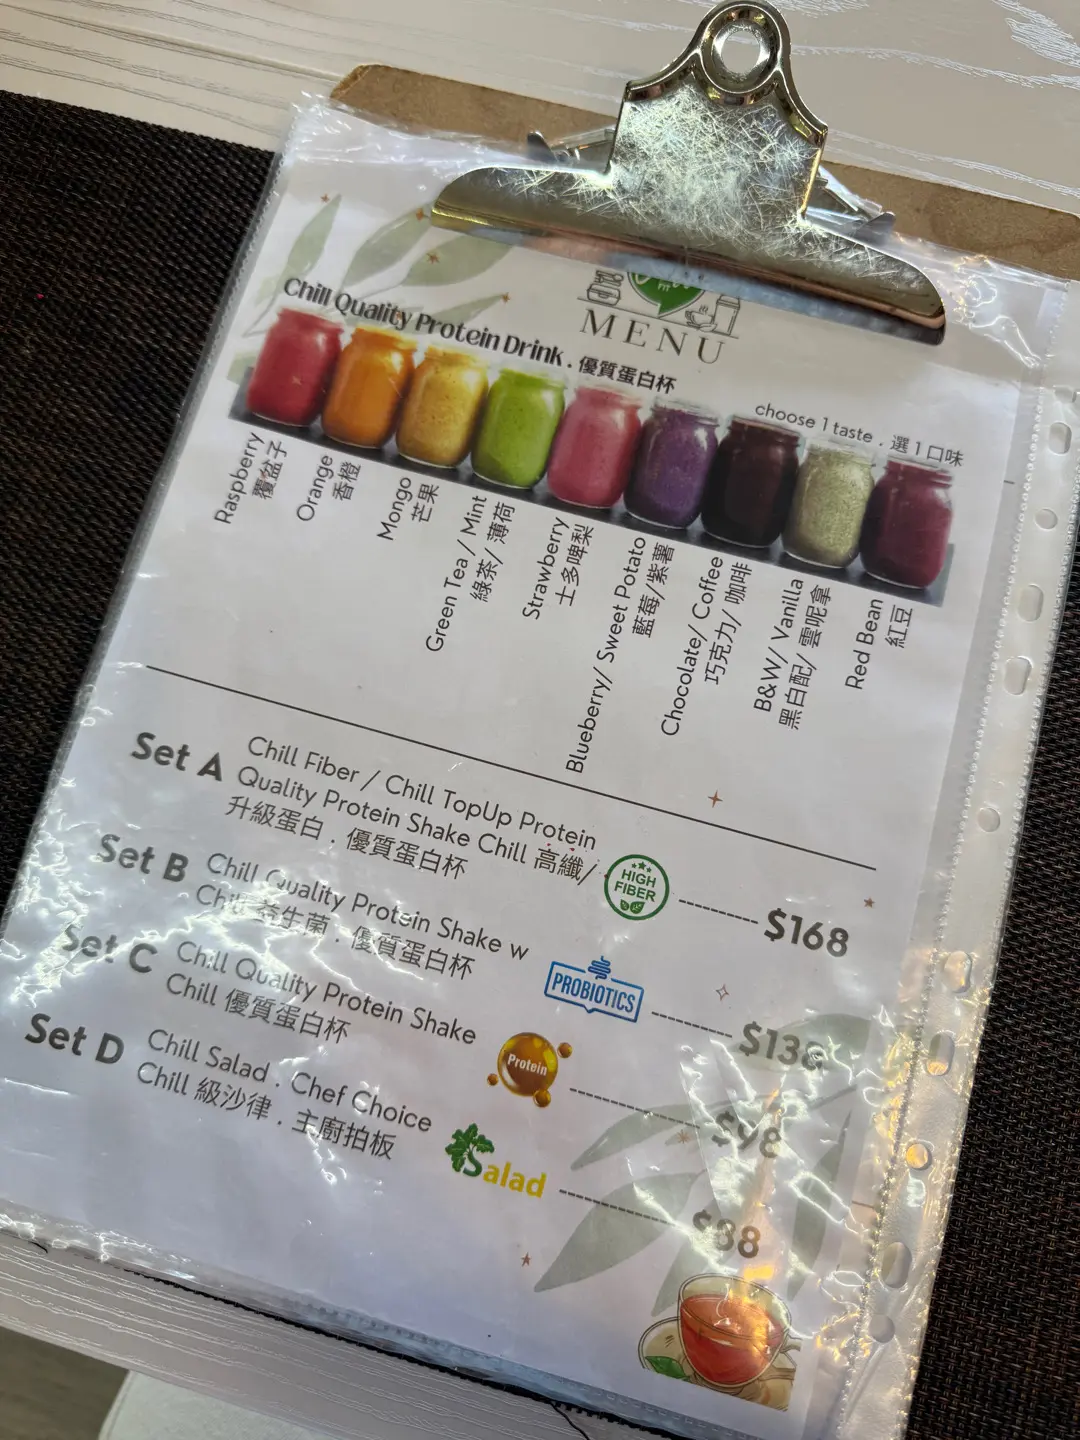 MENU
Chill Quality Protein Drink . 優質蛋白杯
choose 1 taste . 選1口味
Raspberry
覆盆子
Orange
香橙
Mongo
芒果
Green Tea / Mint
綠茶/ 薄荷
Strawberry
士多啤梨
Blueberry/ Sweet Potato
藍莓/紫薯
Chocolate/ Coffee
巧克力/ 咖啡
B&W/ Vanilla
黑白配/ 雲呢拿
Red Bean
紅豆
Set A
Chill Fiber / Chill TopUp Protein
Quality Protein Shake Chill 高纖/
升級蛋白 . 優質蛋白杯
HIGH
FIBER
$168
Set B
Chill Quality Protein Shake w
Chill 益生菌 . 優質蛋白杯
PROBIOTICS
$138
Set C
Chill Quality Protein Shake
Chill 優質蛋白杯
Protein
$98
Set D
Chill Salad . Chef Choice
Chill 級沙律 . 主廚拍板
Salad